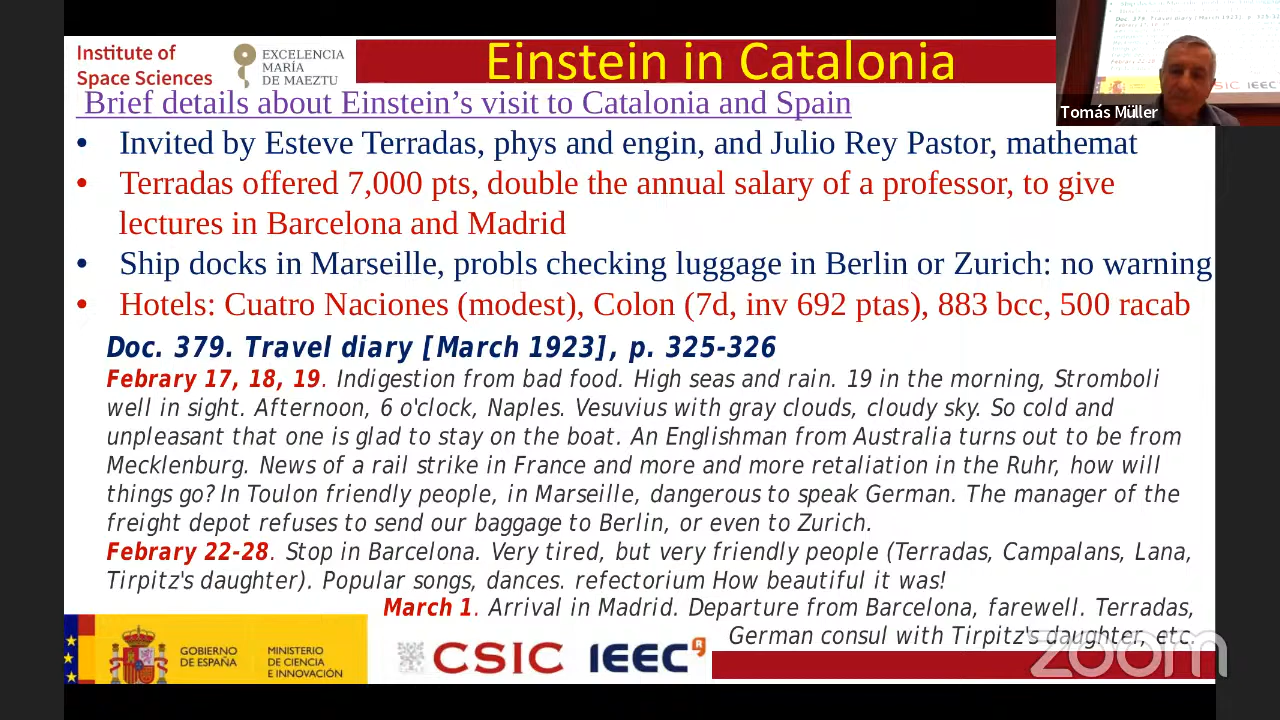 Institute of
Space Sciences
EXCELENCIA
MARÍA
DE MAEZTU
Einstein in Catalonia
Tomás Müller
Brief details about Einstein's visit to Catalonia and Spain
• Invited by Esteve Terradas, phys and engin, and Julio Rey Pastor, mathemat
• Terradas offered 7,000 pts, double the annual salary of a professor, to give
lectures in Barcelona and Madrid
• Ship docks in Marseille, probls checking luggage in Berlin or Zurich: no warning
• Hotels: Cuatro Naciones (modest), Colon (7d, inv 692 ptas), 883 bcc, 500 racab
Doc. 379. Travel diary [March 1923], p. 325-326
Febrary 17, 18, 19. Indigestion from bad food. High seas and rain. 19 in the morning, Stromboli
well in sight. Afternoon, 6 o'clock, Naples. Vesuvius with gray clouds, cloudy sky. So cold and
unpleasant that one is glad to stay on the boat. An Englishman from Australia turns out to be from
Mecklenburg. News of a rail strike in France and more and more retaliation in the Ruhr, how will
things go? In Toulon friendly people, in Marseille, dangerous to speak German. The manager of the
freight depot refuses to send our baggage to Berlin, or even to Zurich.
Febrary 22-28. Stop in Barcelona. Very tired, but very friendly people (Terradas, Campalans, Lana,
Tirpitz's daughter). Popular songs, dances. refectorium How beautiful it was!
March 1. Arrival in Madrid. Departure from Barcelona, farewell. Terradas,
German consul with Tirpitz's daughter, etc.
GOBIERNO
DE ESPAÑA
MINISTERIO
DE CIENCIA
E INNOVACIÓN
CSIC
IEEC
zoom